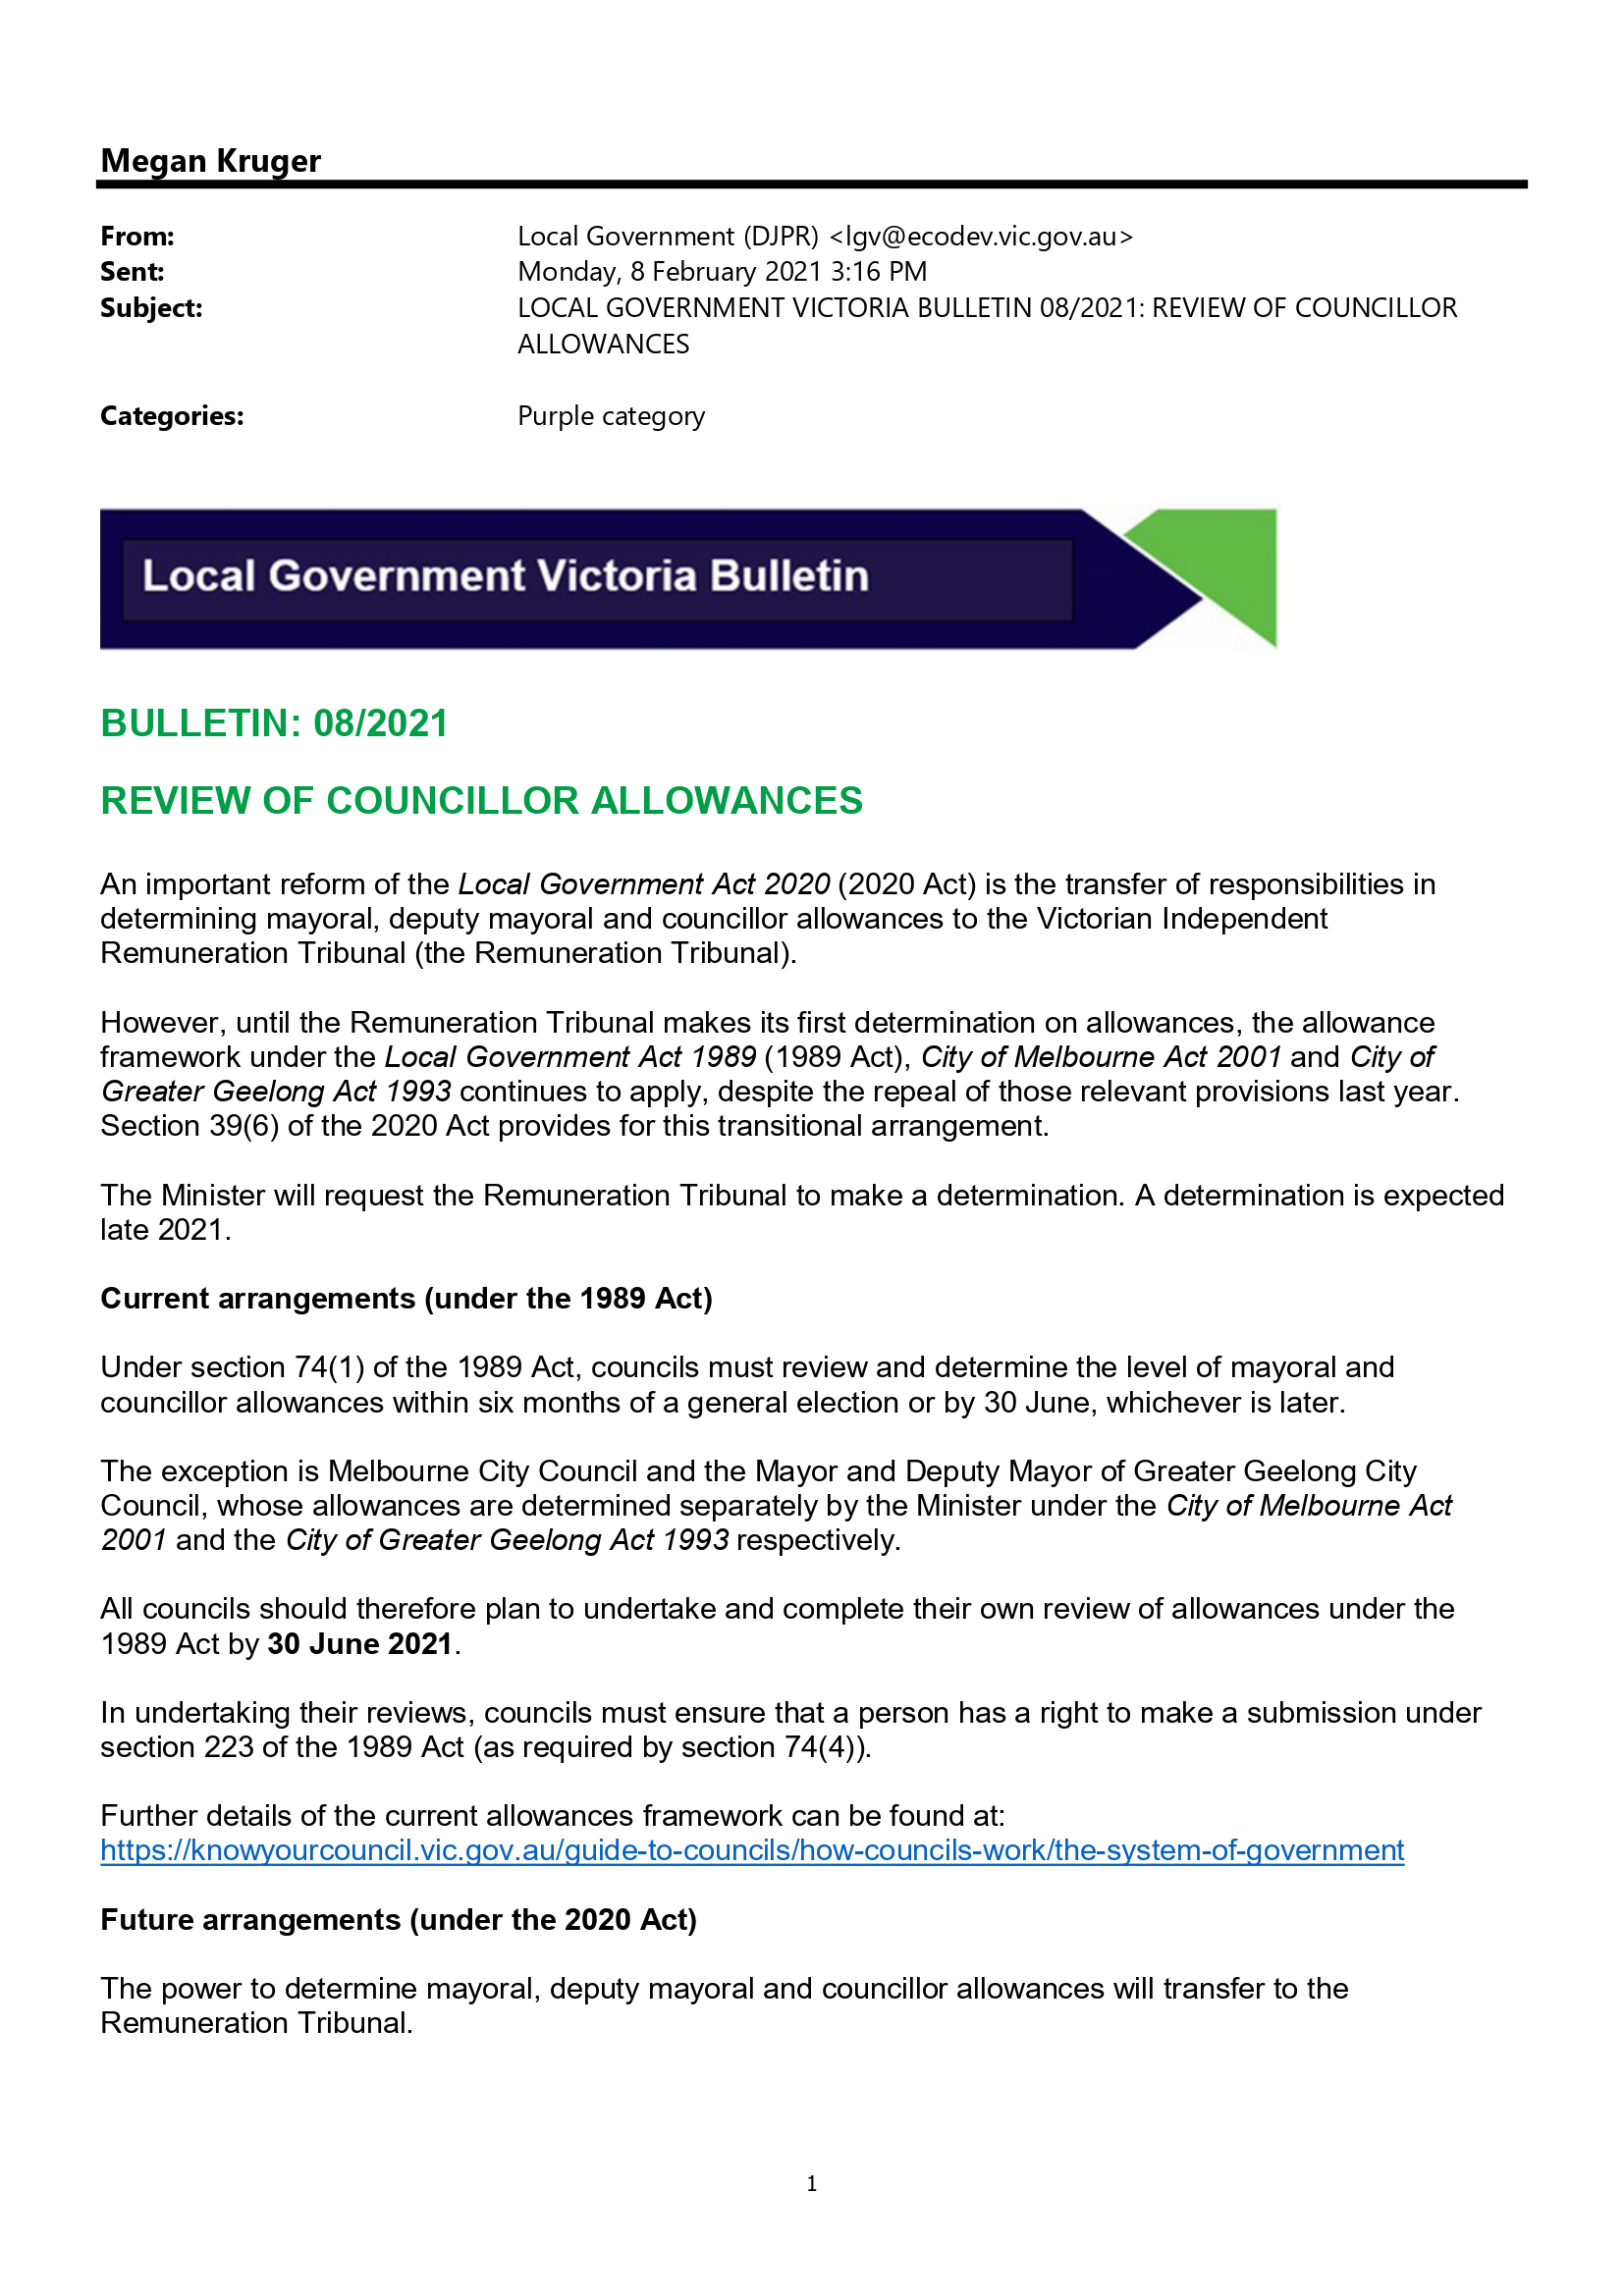 Megan Kruger
From: Local Government (DJPR) <lgv@ecodev.vic.gov.au>
Sent: Monday, 8 February 2021 3:16 PM
Subject: LOCAL GOVERNMENT VICTORIA BULLETIN 08/2021: REVIEW OF COUNCILLOR
ALLOWANCES
Categories: Purple category
Local Government Victoria Bulletin
BULLETIN: 08/2021
REVIEW OF COUNCILLOR ALLOWANCES
An important reform of the Local Government Act 2020 (2020 Act) is the transfer of responsibilities in
determining mayoral, deputy mayoral and councillor allowances to the Victorian Independent
Remuneration Tribunal (the Remuneration Tribunal).
However, until the Remuneration Tribunal makes its first determination on allowances, the allowance
framework under the Local Government Act 1989 (1989 Act), City of Melbourne Act 2001 and City of
Greater Geelong Act 1993 continues to apply, despite the repeal of those relevant provisions last year.
Section 39(6) of the 2020 Act provides for this transitional arrangement.
The Minister will request the Remuneration Tribunal to make a determination. A determination is expected
late 2021.
Current arrangements (under the 1989 Act)
Under section 74(1) of the 1989 Act, councils must review and determine the level of mayoral and
councillor allowances within six months of a general election or by 30 June, whichever is later.
The exception is Melbourne City Council and the Mayor and Deputy Mayor of Greater Geelong City
Council, whose allowances are determined separately by the Minister under the City of Melbourne Act
2001 and the City of Greater Geelong Act 1993 respectively.
All councils should therefore plan to undertake and complete their own review of allowances under the
1989 Act by 30 June 2021.
In undertaking their reviews, councils must ensure that a person has a right to make a submission under
section 223 of the 1989 Act (as required by section 74(4)).
Further details of the current allowances framework can be found at:
https://knowyourcouncil.vic.gov.au/guide-to-councils/how-councils-work/the-system-of-government
Future arrangements (under the 2020 Act)
The power to determine mayoral, deputy mayoral and councillor allowances will transfer to the
Remuneration Tribunal.
1